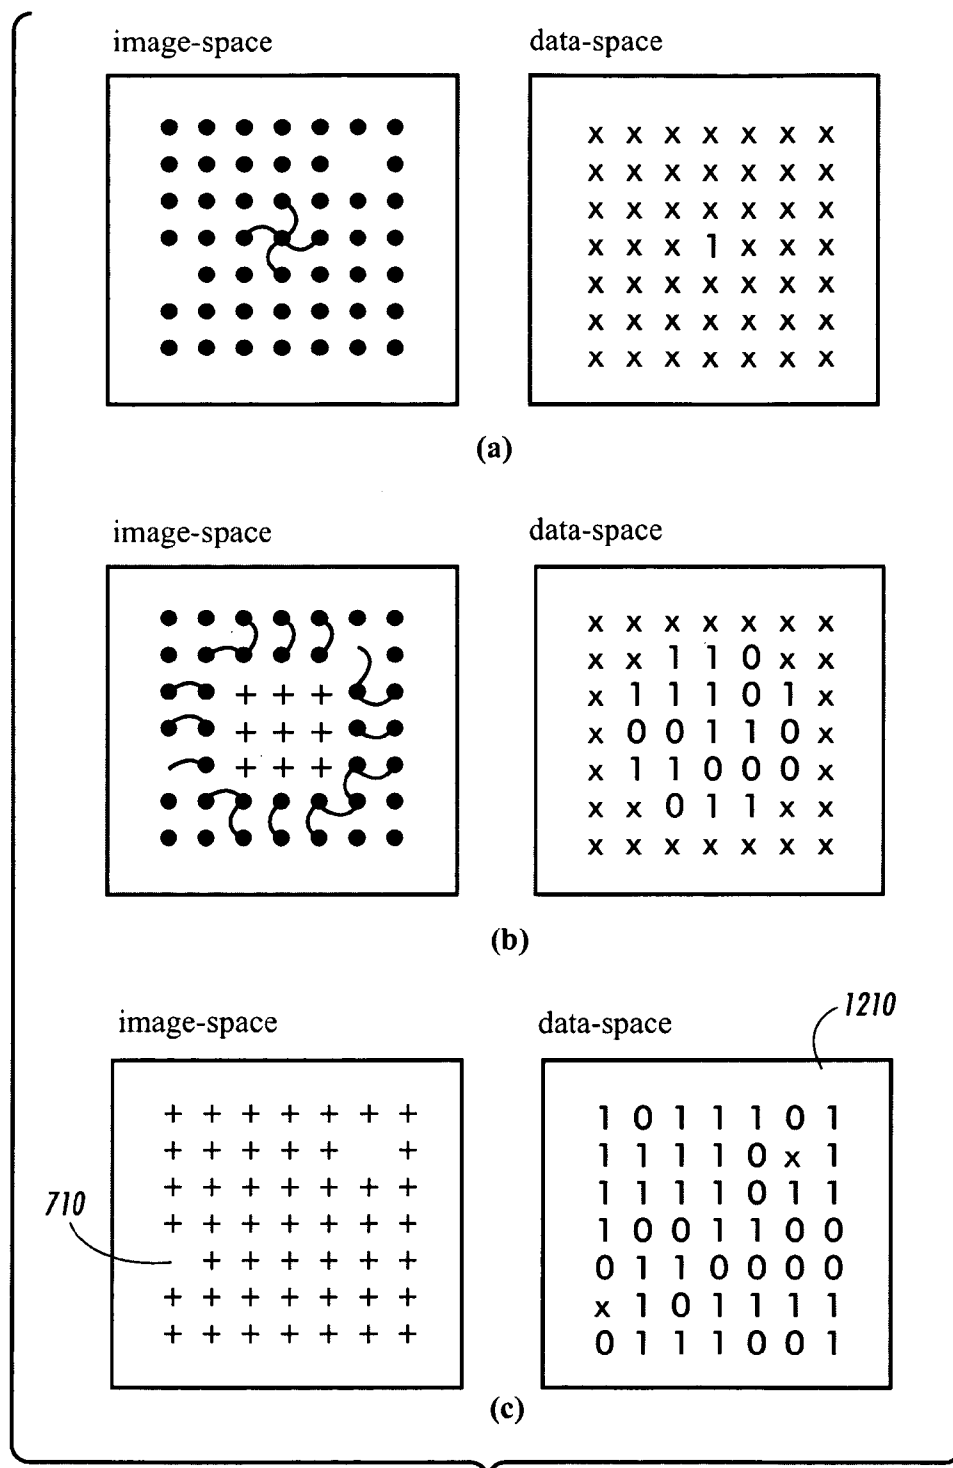 image-space data-space
x x x x x x x
x x x x x x x
x x x x x x x
x x x 1 x x x
x x x x x x x
x x x x x x x
x x x x x x x
(a)
image-space data-space
x x x x x x x
x x 1 1 0 x x
+ + + x 1 1 1 0 1 x
+ + + x 0 0 1 1 0 x
+ + + x 1 1 0 0 0 x
x x 0 1 1 x x
x x x x x x x
(b)
1210
image-space data-space
+ + + + + + + 1 0 1 1 1 0 1
+ + + + + + 1 1 1 1 0 x 1
710 + + + + + + + 1 1 1 1 0 1 1
+ + + + + + + 1 0 0 1 1 0 0
+ + + + + + 0 1 1 0 0 0 0
+ + + + + + + x 1 0 1 1 1 1
+ + + + + + + 0 1 1 1 0 0 1
(c)